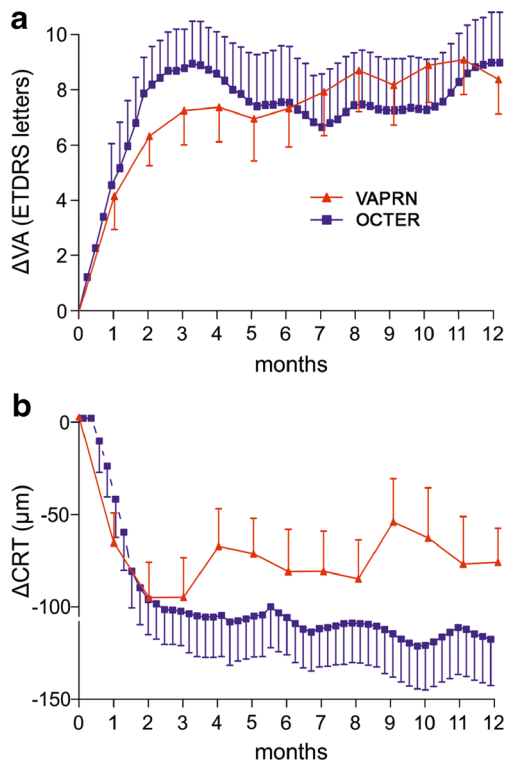 a
ΔVA (ETDRS letters)
10
8
6
4
2
0
VAPRN
OCTER
0 1 2 3 4 5 6 7 8 9 10 11 12
months
b
ΔCRT (µm)
0
-50
-100
-150
0 1 2 3 4 5 6 7 8 9 10 11 12
months